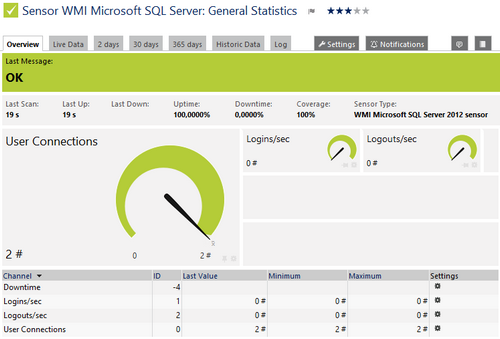 Sensor WMI Microsoft SQL Server: General Statistics
Overview Live Data 2 days 30 days 365 days Historic Data Log Settings Notifications
Last Message:
OK
Last Scan: Last Up: Last Down: Uptime: Downtime: Coverage: Sensor Type:
19 s 19 s 100,0000% 0,0000% 100% WMI Microsoft SQL Server 2012 sensor
User Connections Logins/sec Logouts/sec
0 # 0 #
2 # 0 2 #
Channel ID Last Value Minimum Maximum Settings
Downtime -4
Logins/sec 1 0 # 0 # 0 #
Logouts/sec 2 0 # 0 # 0 #
User Connections 0 2 # 2 # 2 #